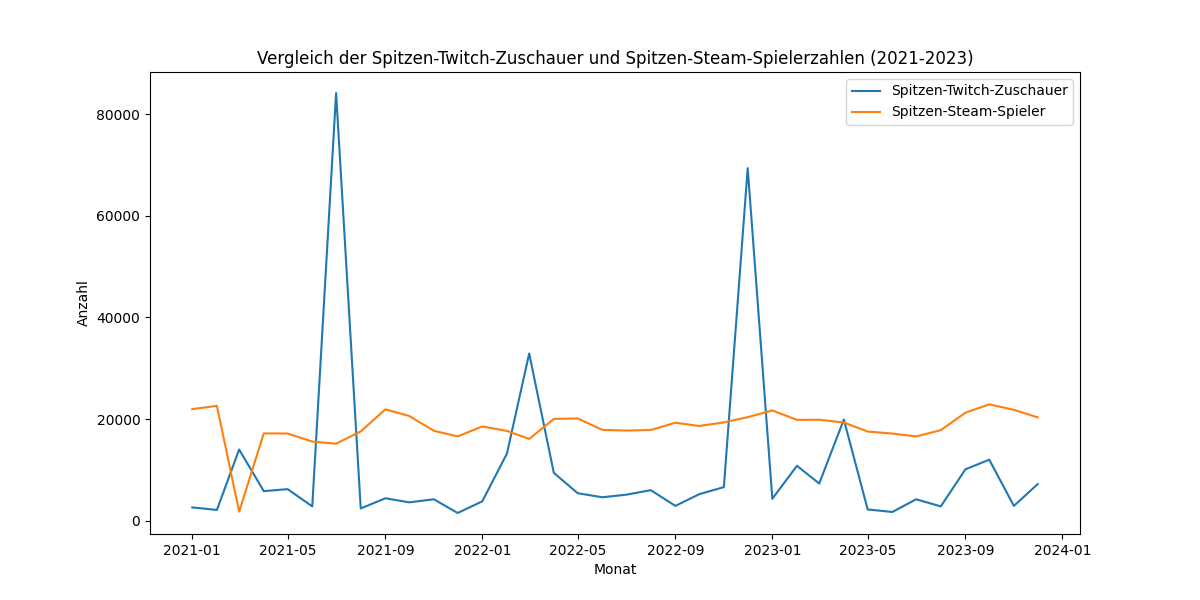 Vergleich der Spitzen-Twitch-Zuschauer und Spitzen-Steam-Spielerzahlen (2021-2023)
Spitzen-Twitch-Zuschauer
Spitzen-Steam-Spieler
80000
60000
40000
20000
0
Anzahl
2021-01 2021-05 2021-09 2022-01 2022-05 2022-09 2023-01 2023-05 2023-09 2024-01
Monat